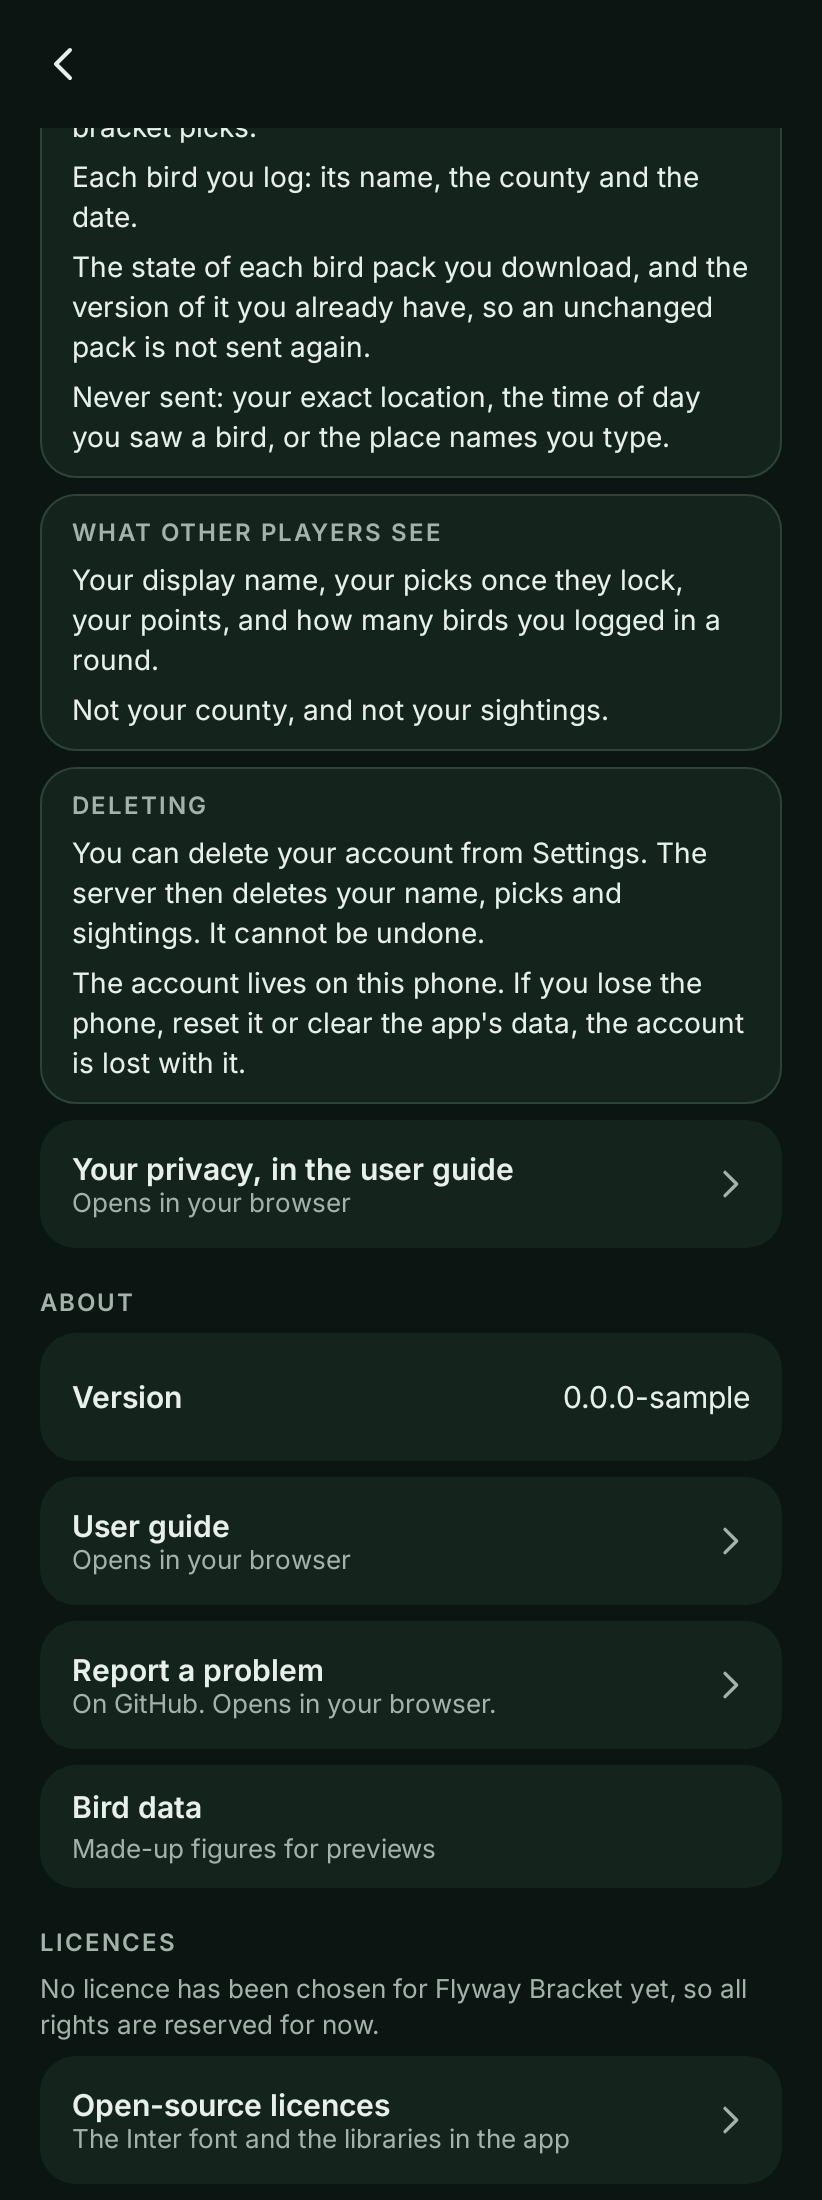 bracket picks.
Each bird you log: its name, the county and the
date.
The state of each bird pack you download, and the
version of it you already have, so an unchanged
pack is not sent again.
Never sent: your exact location, the time of day
you saw a bird, or the place names you type.
WHAT OTHER PLAYERS SEE
Your display name, your picks once they lock,
your points, and how many birds you logged in a
round.
Not your county, and not your sightings.
DELETING
You can delete your account from Settings. The
server then deletes your name, picks and
sightings. It cannot be undone.
The account lives on this phone. If you lose the
phone, reset it or clear the app's data, the account
is lost with it.
Your privacy, in the user guide
Opens in your browser
ABOUT
Version 0.0.0-sample
User guide
Opens in your browser
Report a problem
On GitHub. Opens in your browser.
Bird data
Made-up figures for previews
LICENCES
No licence has been chosen for Flyway Bracket yet, so all
rights are reserved for now.
Open-source licences
The Inter font and the libraries in the app